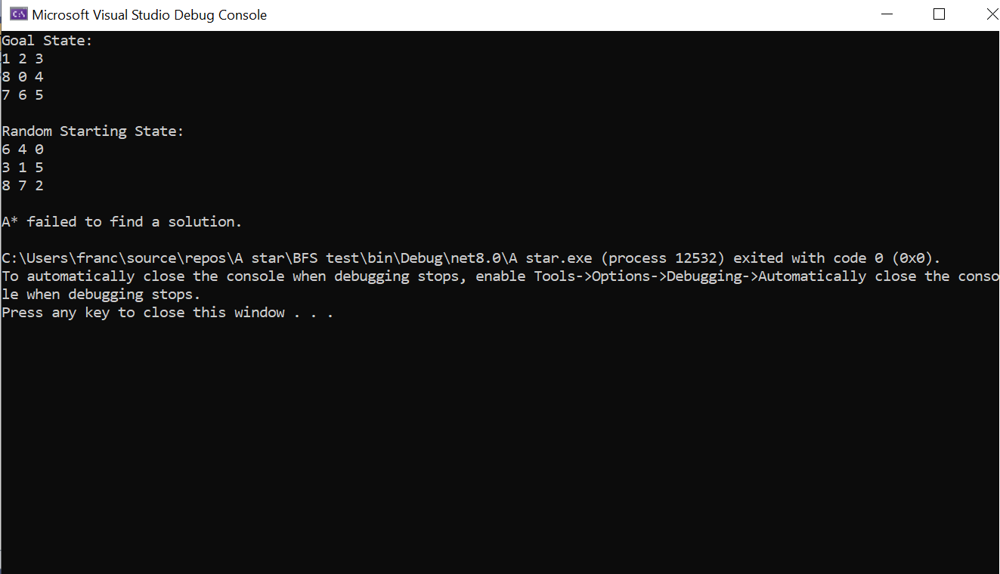 Microsoft Visual Studio Debug Console
Goal State:
1 2 3
8 0 4
7 6 5
Random Starting State:
6 4 0
3 1 5
8 7 2
A* failed to find a solution.
C:\Users\franc\source\repos\A star\BFS test\bin\Debug\net8.0\A star.exe (process 12532) exited with code 0 (0x0).
To automatically close the console when debugging stops, enable Tools->Options->Debugging->Automatically close the conso
le when debugging stops.
Press any key to close this window . . .